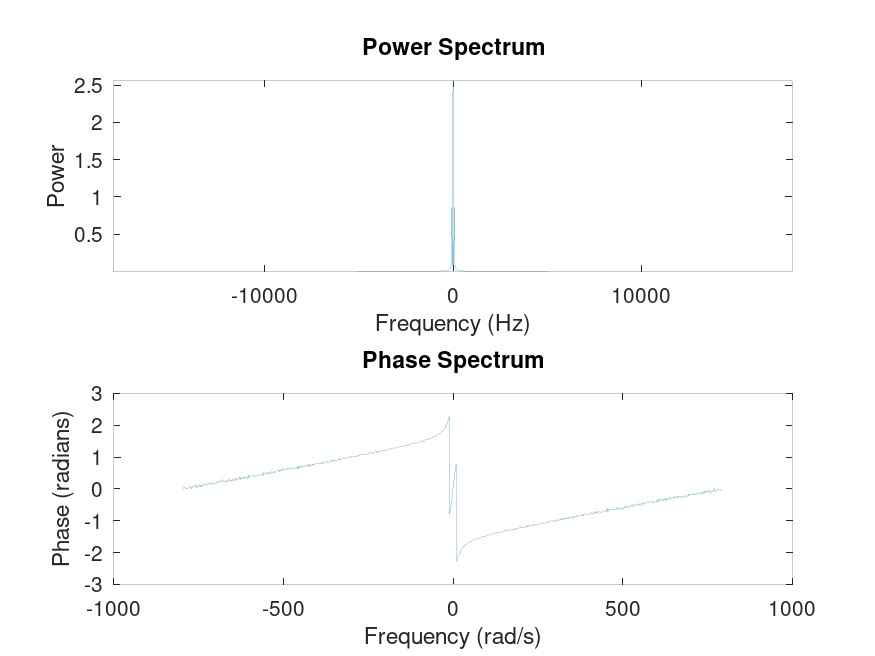 Power Spectrum
2.5
2
1.5
1
0.5
Power
-10000 0 10000
Frequency (Hz)
Phase Spectrum
3
2
1
0
-1
-2
-3
Phase (radians)
-1000 -500 0 500 1000
Frequency (rad/s)